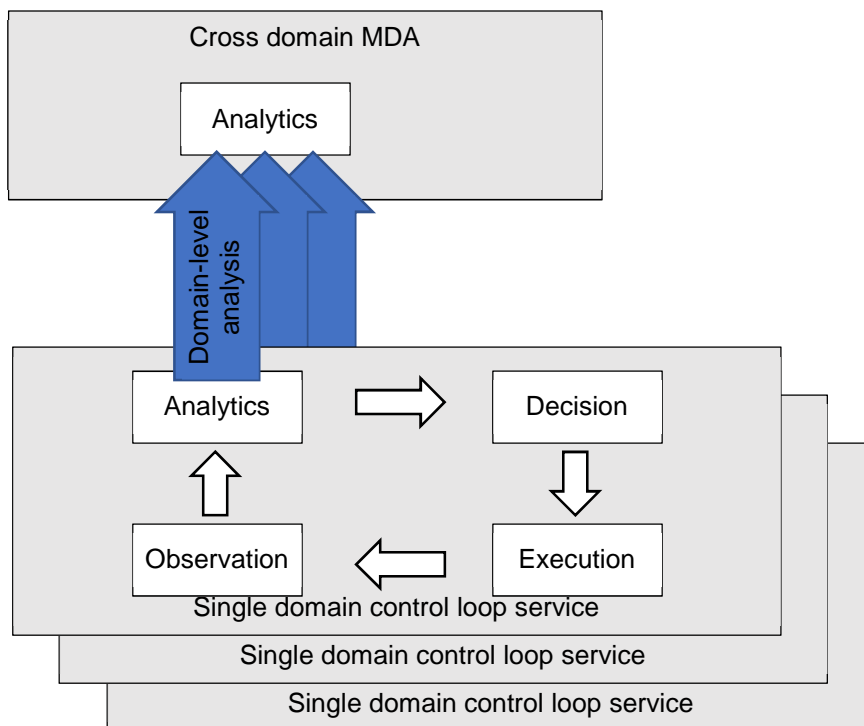 Cross domain MDA
Analytics
Domain-level
analysis
Analytics
Decision
Observation
Execution
Single domain control loop service
Single domain control loop service
Single domain control loop service